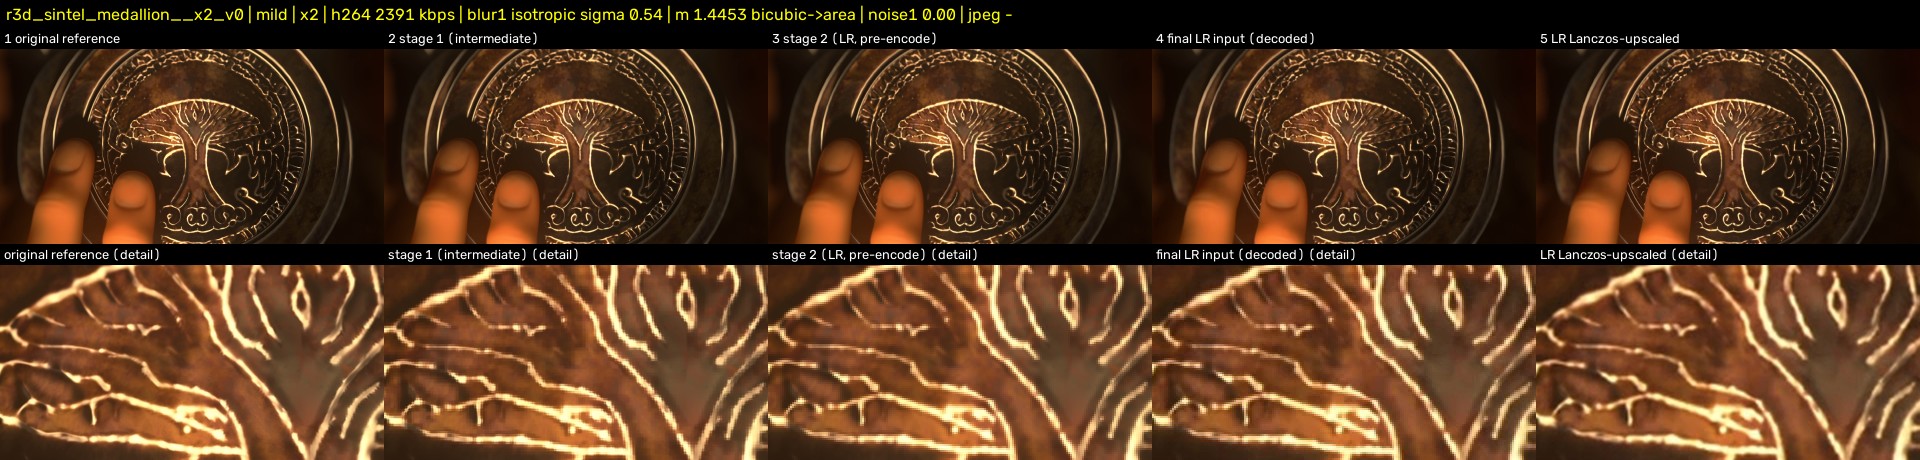 r3d_sintel_medallion__x2_v0 | mild | x2 | h264 2391 kbps | blur1 isotropic sigma 0.54 | m 1.4453 bicubic->area | noise1 0.00 | jpeg -
1 original reference
2 stage 1 (intermediate)
3 stage 2 (LR, pre-encode)
4 final LR input (decoded)
5 LR Lanczos-upscaled
original reference (detail)
stage 1 (intermediate) (detail)
stage 2 (LR, pre-encode) (detail)
final LR input (decoded) (detail)
LR Lanczos-upscaled (detail)